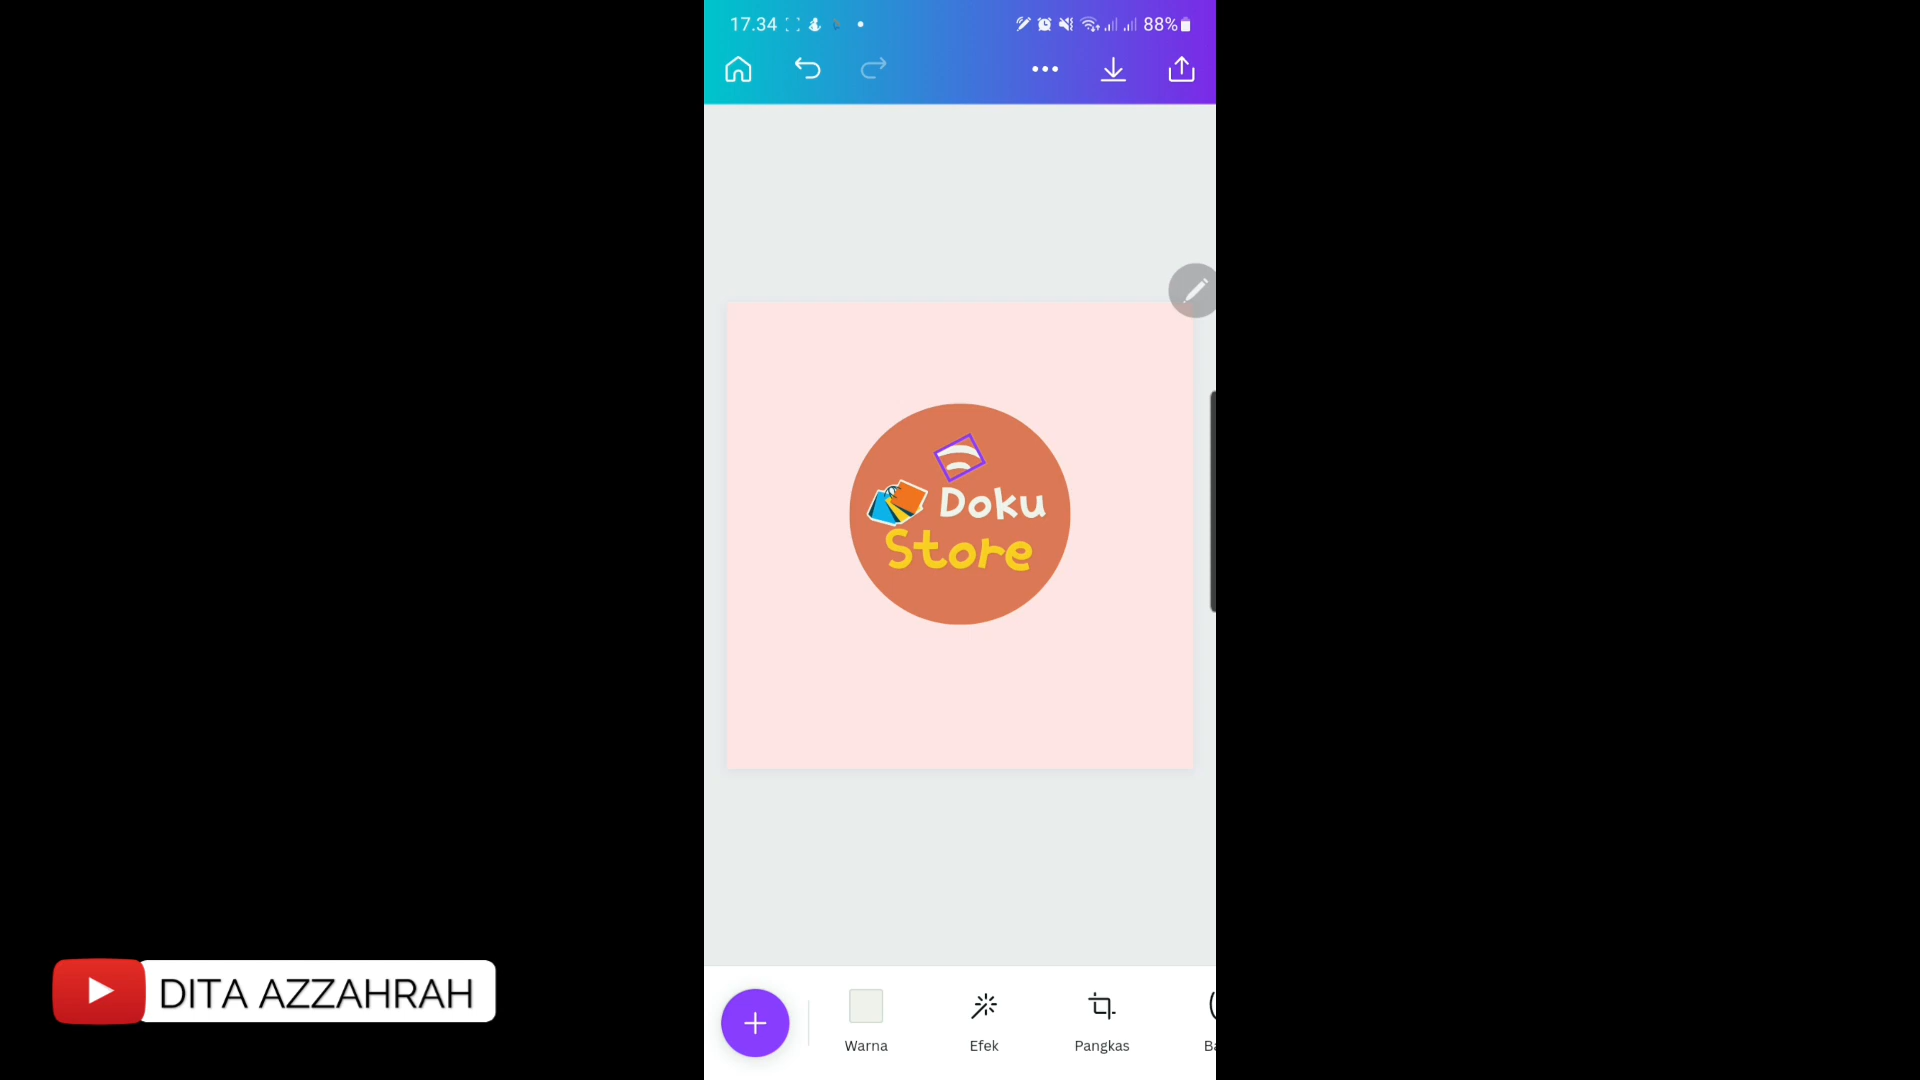 17.34
88%
Doku
Store
DITA AZZAHRAH
Warna
Efek
Pangkas